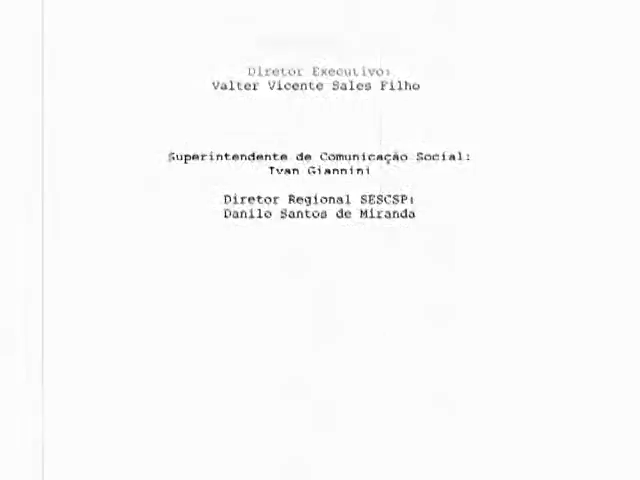 Diretor Executivo:
Valter Vicente Sales Filho
Superintendente de Comunicação Social:
Ivan Giannini
Diretor Regional SESCSP:
Danilo Santos de Miranda